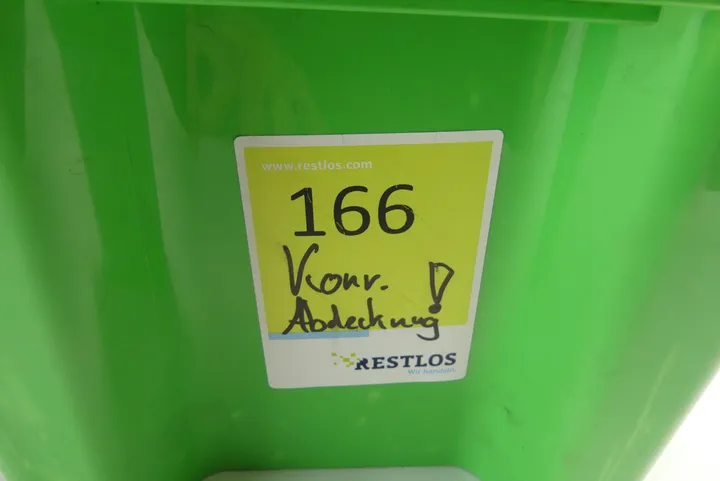 www.restlos.com
166
Konv.
Abdeckung!
RESTLOS
Wir handeln.